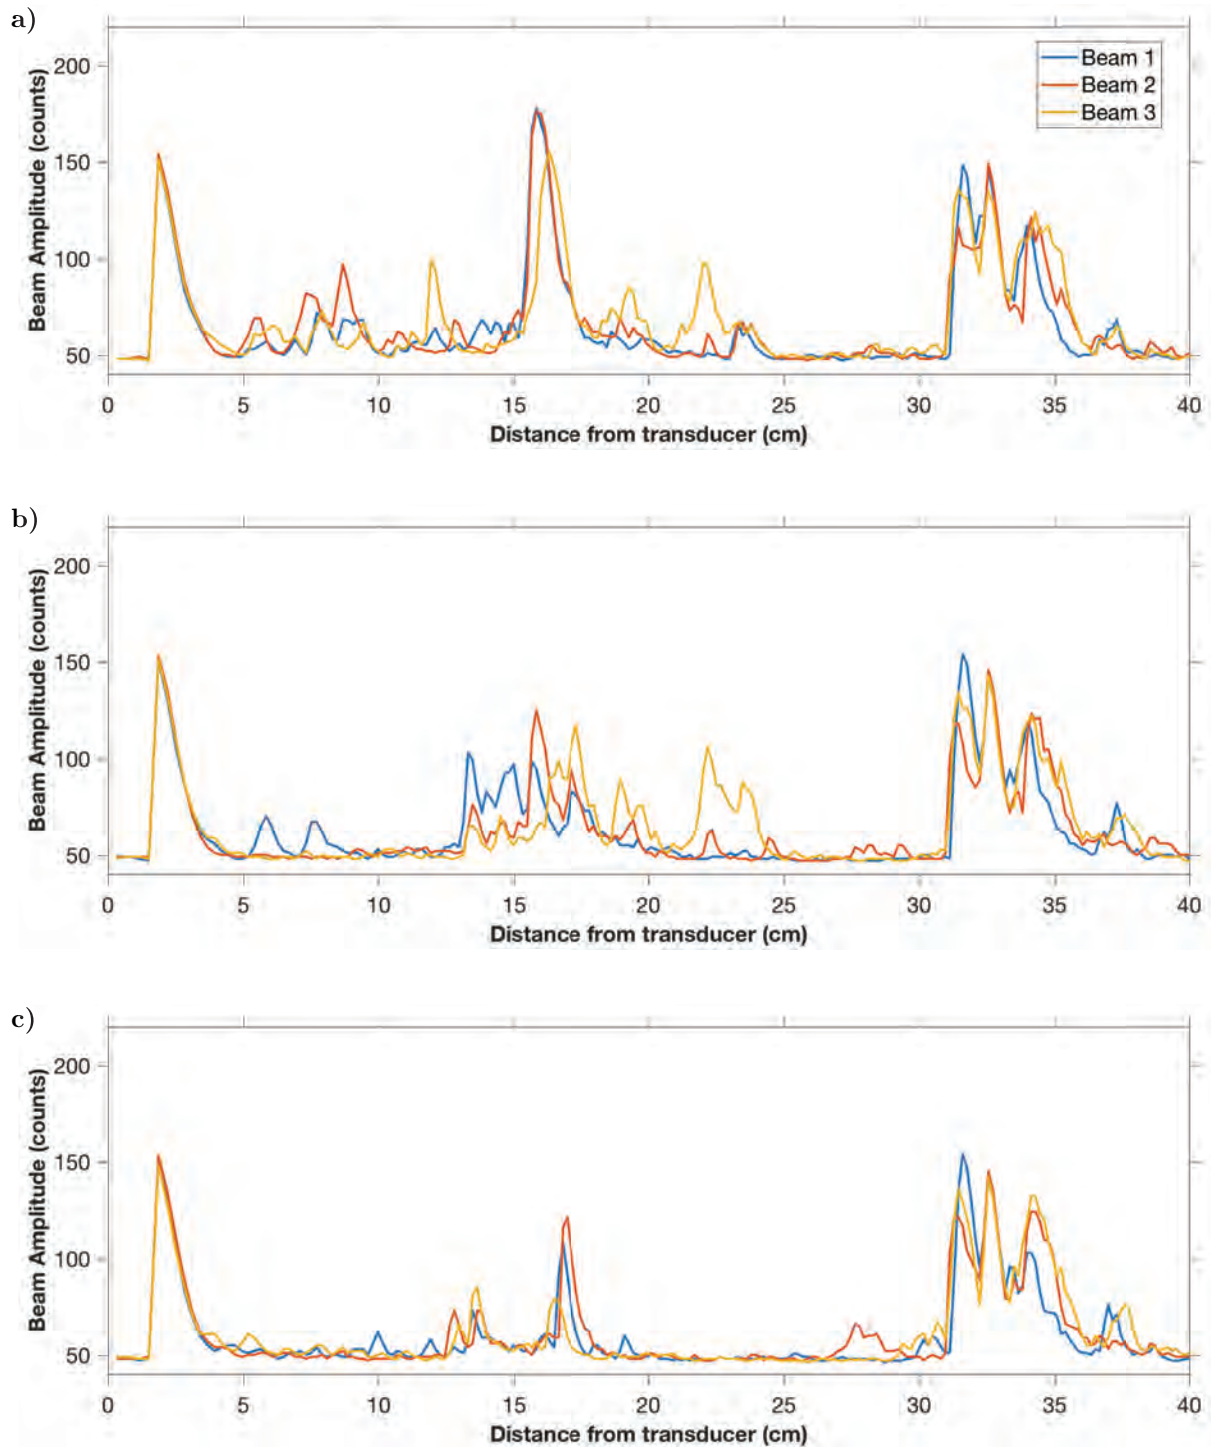 a)
Beam Amplitude (counts)
200
150
100
50
Beam 1
Beam 2
Beam 3
0 5 10 15 20 25 30 35 40
Distance from transducer (cm)
b)
Beam Amplitude (counts)
200
150
100
50
0 5 10 15 20 25 30 35 40
Distance from transducer (cm)
c)
Beam Amplitude (counts)
200
150
100
50
0 5 10 15 20 25 30 35 40
Distance from transducer (cm)